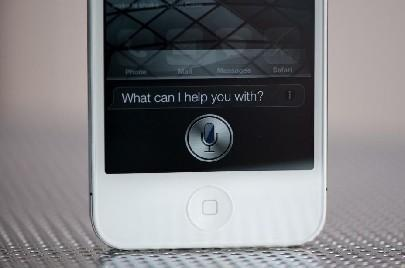 Phone Mail Messages Safari
What can I help you with? i